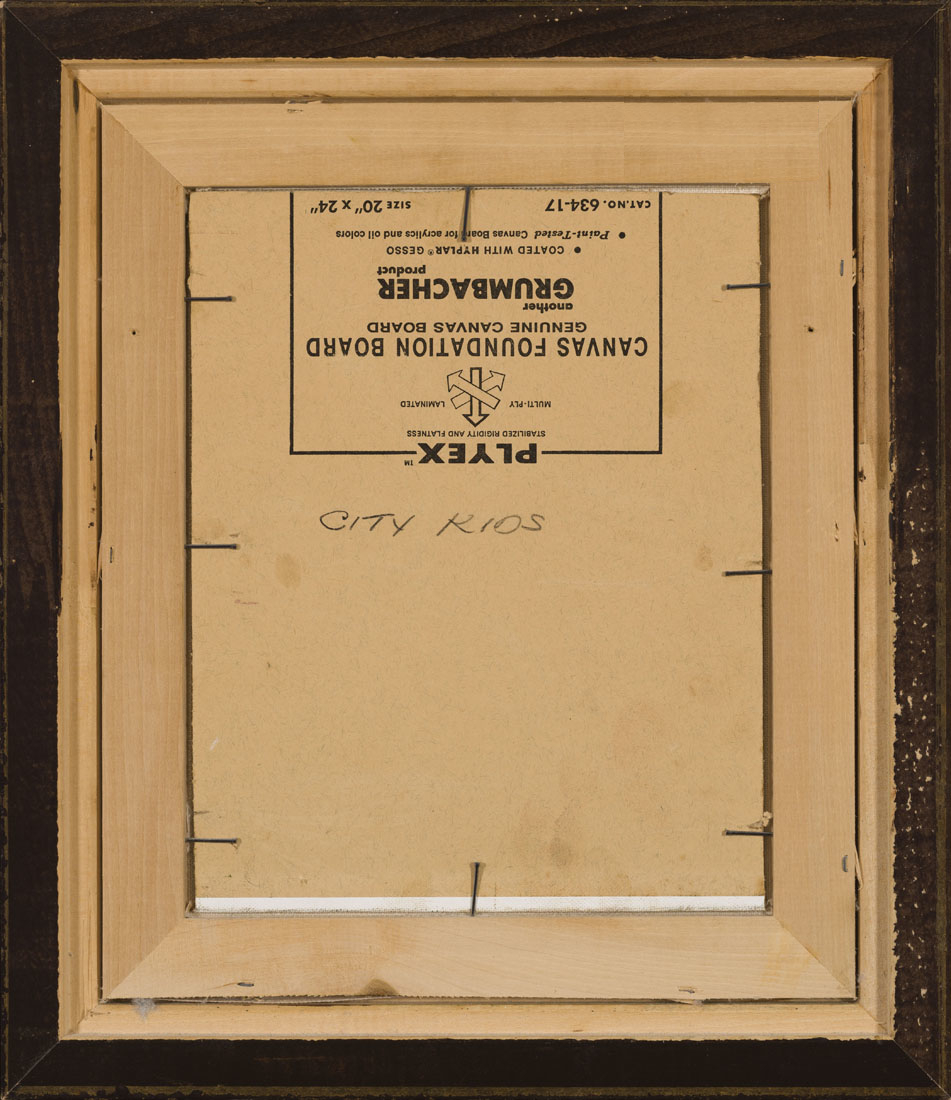 PLYEX™
STABILIZED RIGIDITY AND FLATNESS
MULTI-PLY LAMINATED
CANVAS FOUNDATION BOARD
GENUINE CANVAS BOARD
another
GRUMBACHER
product
• COATED WITH HYPLAR® GESSO
• Paint-Tested Canvas Board for acrylics and oil colors
CAT.NO. 634-17 SIZE 20" X 24"
CITY KIDS